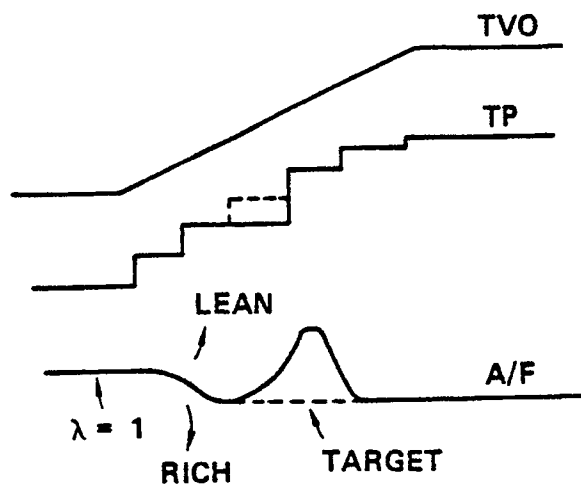 TVO
TP
LEAN
A/F
λ = 1
RICH
TARGET